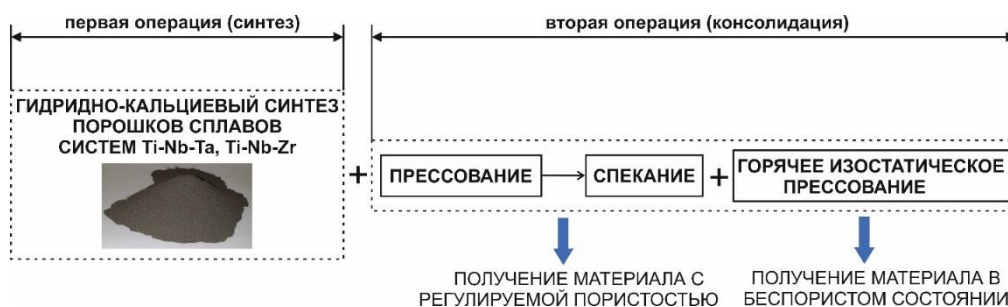 первая операция (синтез)
вторая операция (консолидация)
ГИДРИДНО-КАЛЬЦИЕВЫЙ СИНТЕЗ
ПОРОШКОВ СПЛАВОВ
СИСТЕМ Ti-Nb-Ta, Ti-Nb-Zr
+
ПРЕССОВАНИЕ
СПЕКАНИЕ
+
ГОРЯЧЕЕ ИЗОСТАТИЧЕСКОЕ
ПРЕССОВАНИЕ
ПОЛУЧЕНИЕ МАТЕРИАЛА С
РЕГУЛИРУЕМОЙ ПОРИСТОСТЬЮ
ПОЛУЧЕНИЕ МАТЕРИАЛА В
БЕСПОРИСТОМ СОСТОЯНИИ